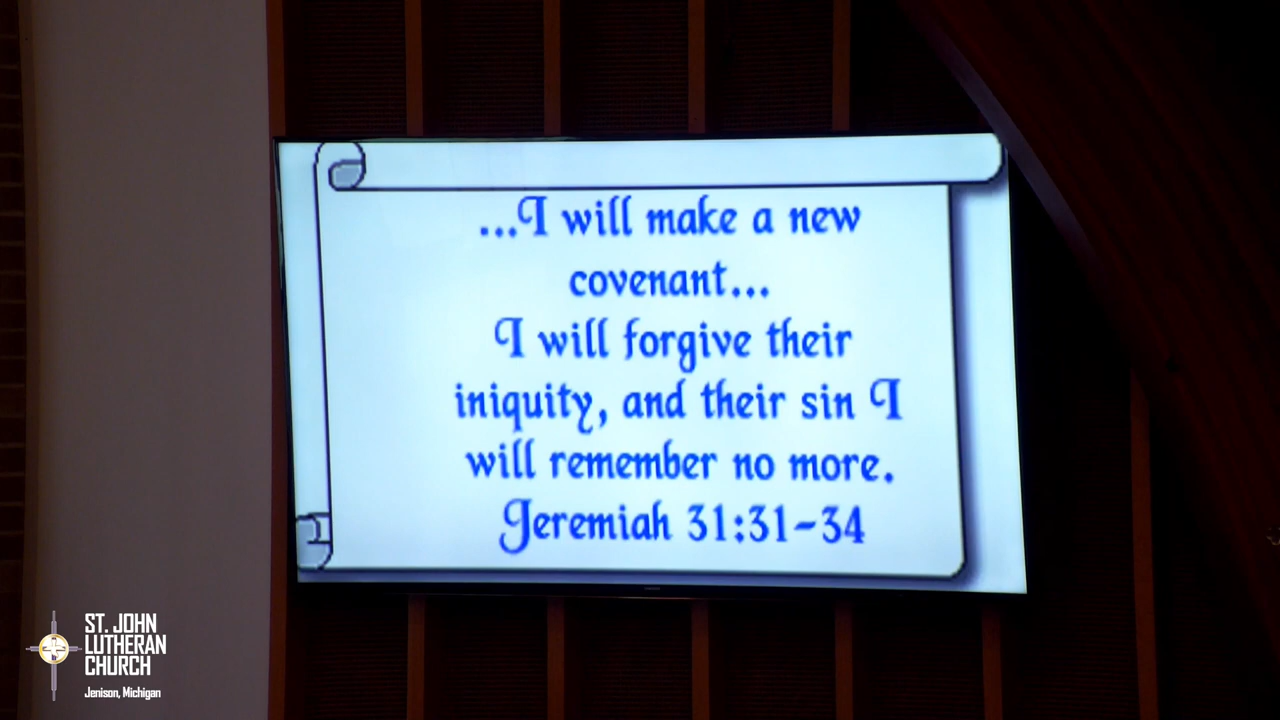 ...I will make a new
covenant...
I will forgive their
iniquity, and their sin I
will remember no more.
Jeremiah 31:31-34
ST. JOHN
LUTHERAN
CHURCH
Jenison, Michigan